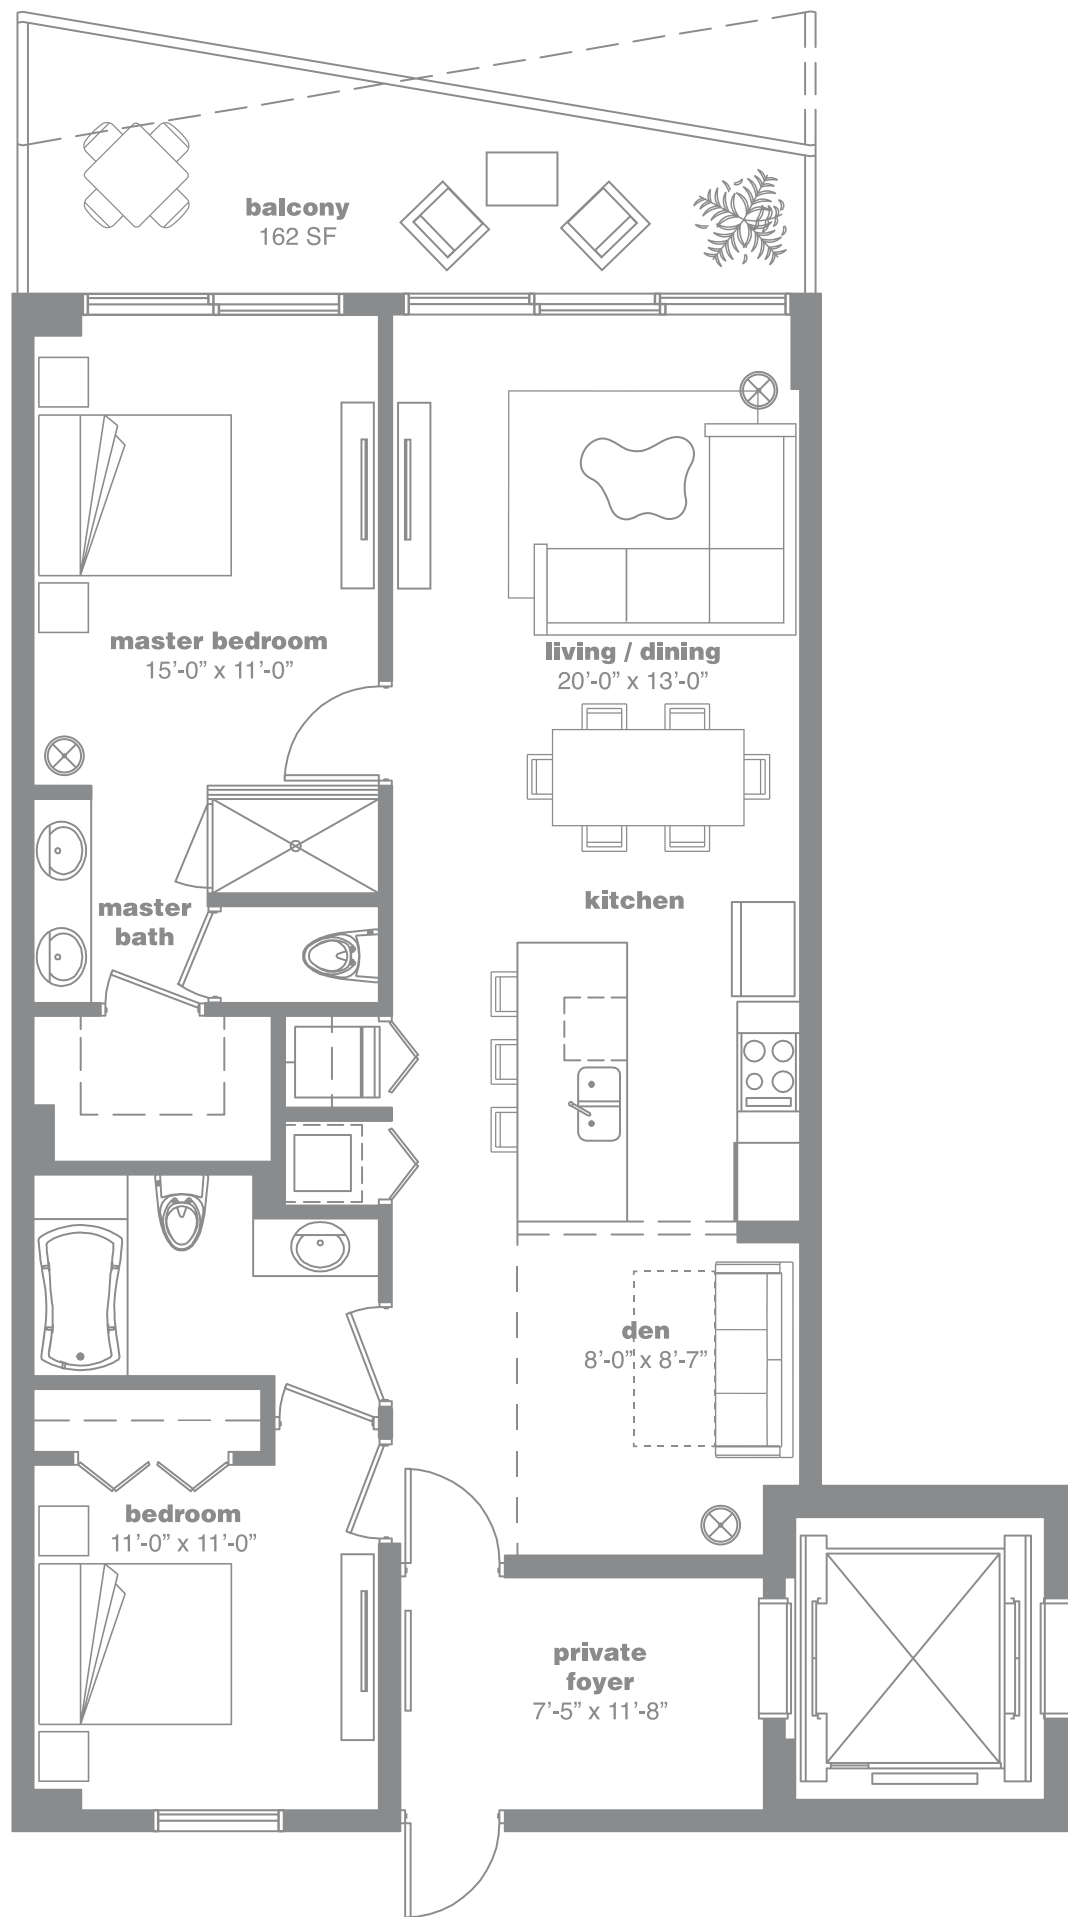 balcony
162 SF
master bedroom
15’-0” x 11’-0”
living / dining
20’-0” x 13’-0”
kitchen
master
bath
den
8’-0” x 8’-7”
bedroom
11’-0” x 11’-0”
private
foyer
7’-5” x 11’-8”